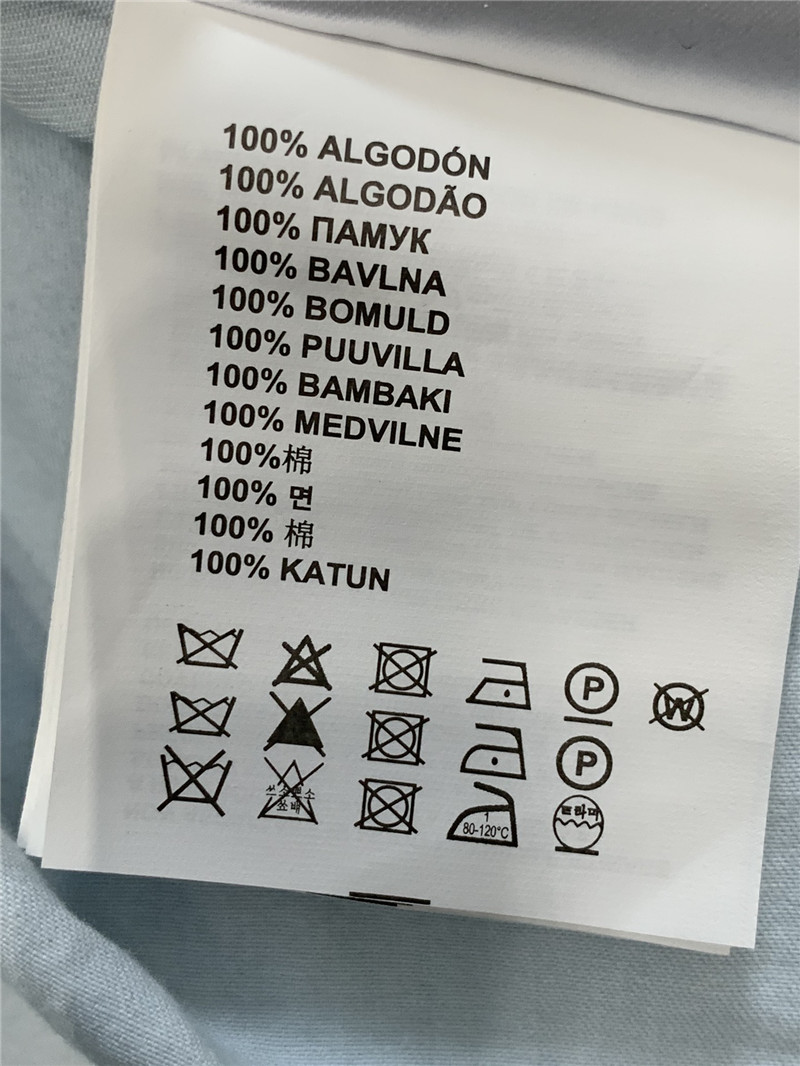 100% ALGODÓN
100% ALGODÃO
100% ПАМУК
100% BAVLNA
100% BOMULD
100% PUUVILLA
100% BAMBAKI
100% MEDVILNE
100%棉
100% 면
100% 棉
100% KATUN
P W
P
1
80-120°C